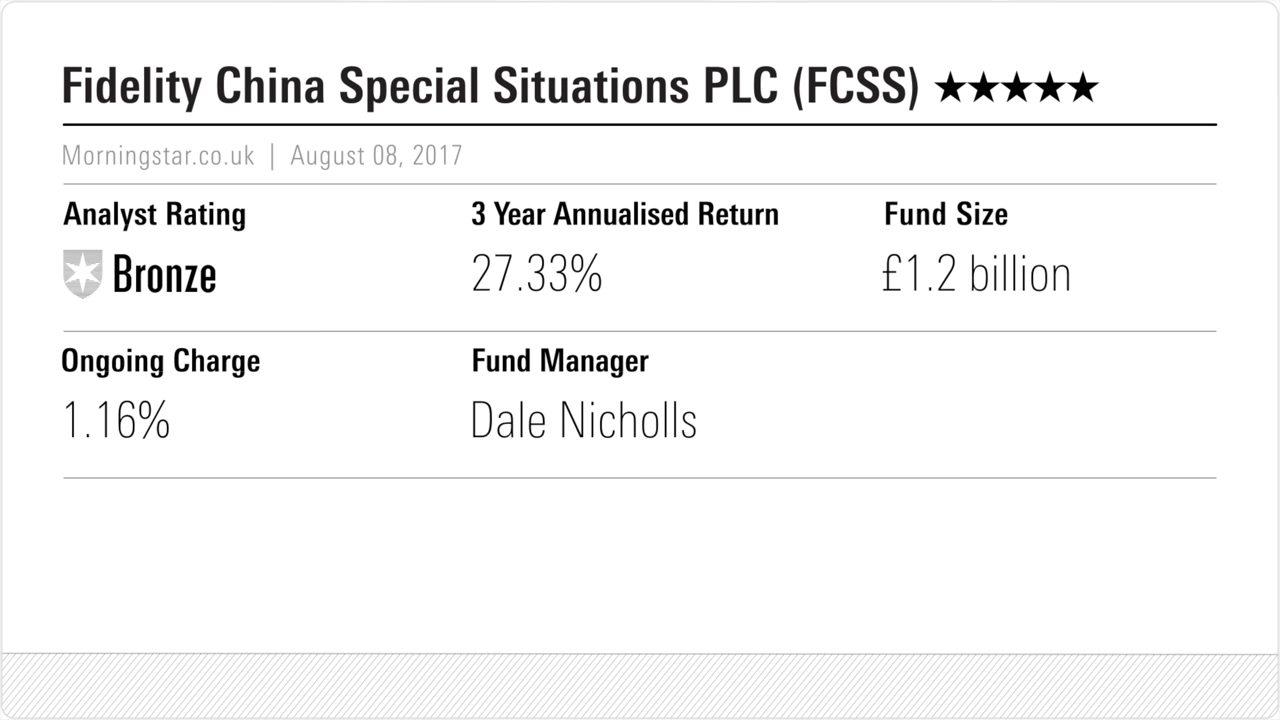 Fidelity China Special Situations PLC (FCSS) ★★★★★
Morningstar.co.uk | August 08, 2017
Analyst Rating
Bronze
3 Year Annualised Return
27.33%
Fund Size
£1.2 billion
Ongoing Charge
1.16%
Fund Manager
Dale Nicholls